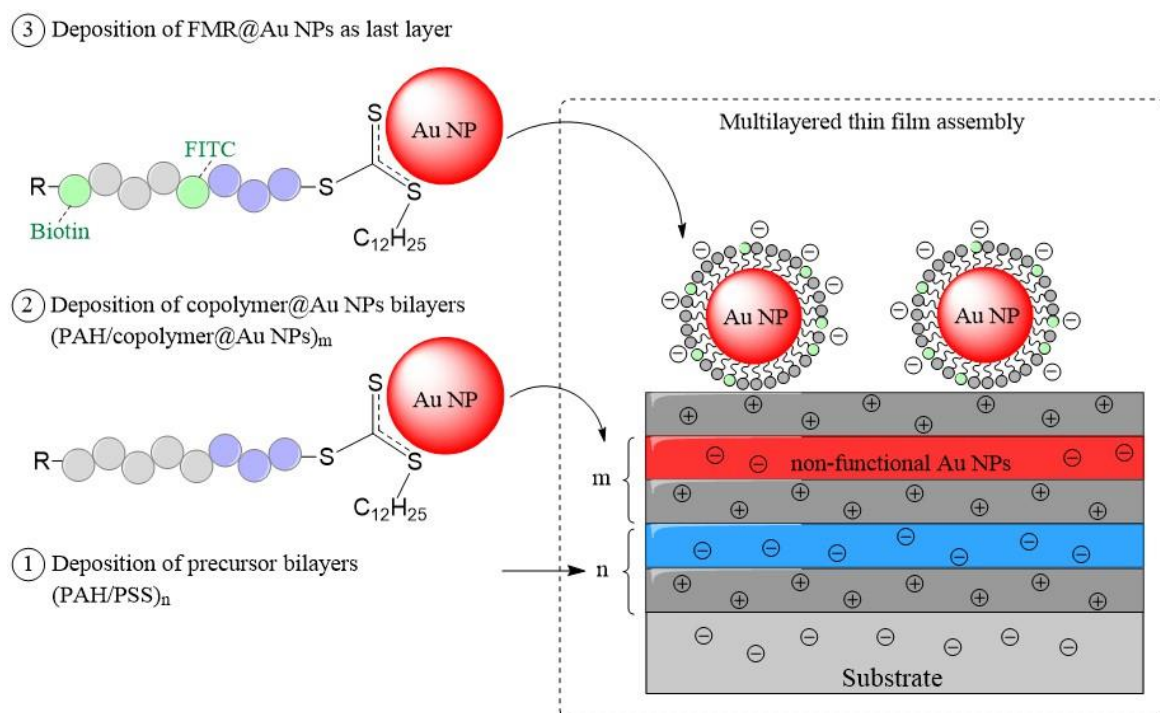 ③ Deposition of FMR@Au NPs as last layer
Multilayered thin film assembly
S
Au NP
FITC
R
S
S
Biotin
C₁₂H₂₅
Au NP
Au NP
② Deposition of copolymer@Au NPs bilayers
(PAH/copolymer@Au NPs)ₘ
S
Au NP
R
S
S
C₁₂H₂₅
m
non-functional Au NPs
① Deposition of precursor bilayers
(PAH/PSS)ₙ
n
Substrate